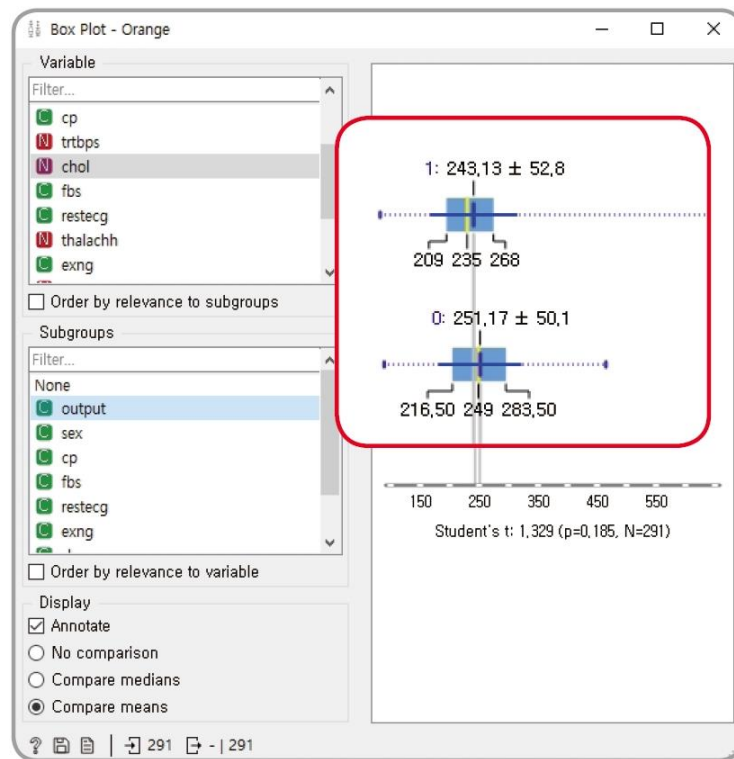 Box Plot - Orange
Variable
Filter...
C cp
N trtbps
N chol
C fbs
C restecg
N thalachh
C exng
Order by relevance to subgroups
Subgroups
Filter...
None
C output
C sex
C cp
C fbs
C restecg
C exng
Order by relevance to variable
Display
Annotate
No comparison
Compare medians
Compare means
? 291 - | 291
1: 243,13 ± 52,8
209 235 268
0: 251,17 ± 50,1
216,50 249 283,50
150 250 350 450 550
Student's t: 1,329 (p=0,185, N=291)